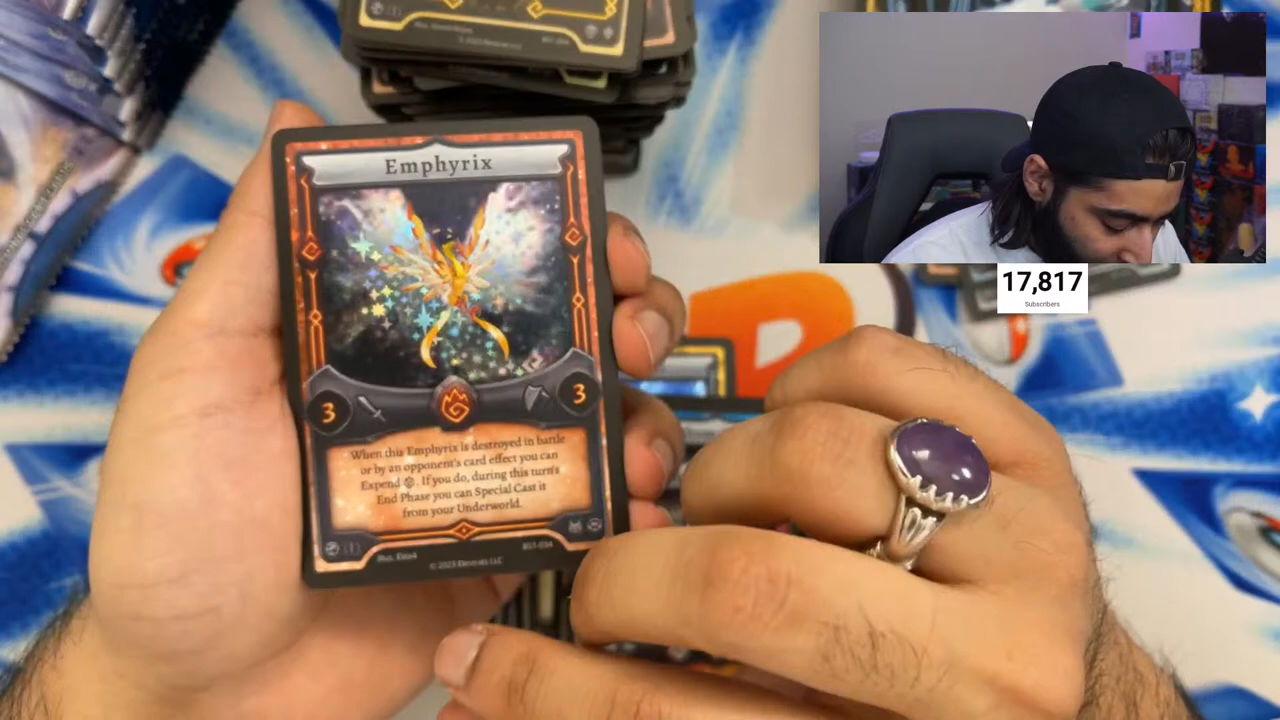 Emphyrix
3
3
When this Emphyrix is destroyed in battle
or by an opponent's card effect you can
Expend . If you do, during this turn's
End Phase you can Special Cast it
from your Underworld.
© 2023 Elestrals LLC
17,817
Subscribers